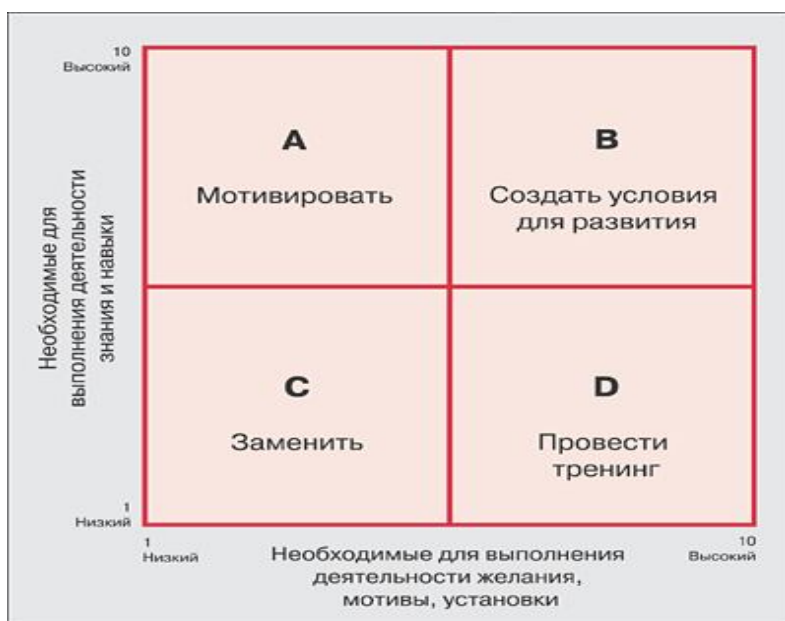 10
Высокий
Необходимые для
выполнения деятельности
знания и навыки
A
Мотивировать
B
Создать условия
для развития
C
Заменить
D
Провести
тренинг
1
Низкий
1
Низкий
Необходимые для выполнения
деятельности желания,
мотивы, установки
10
Высокий